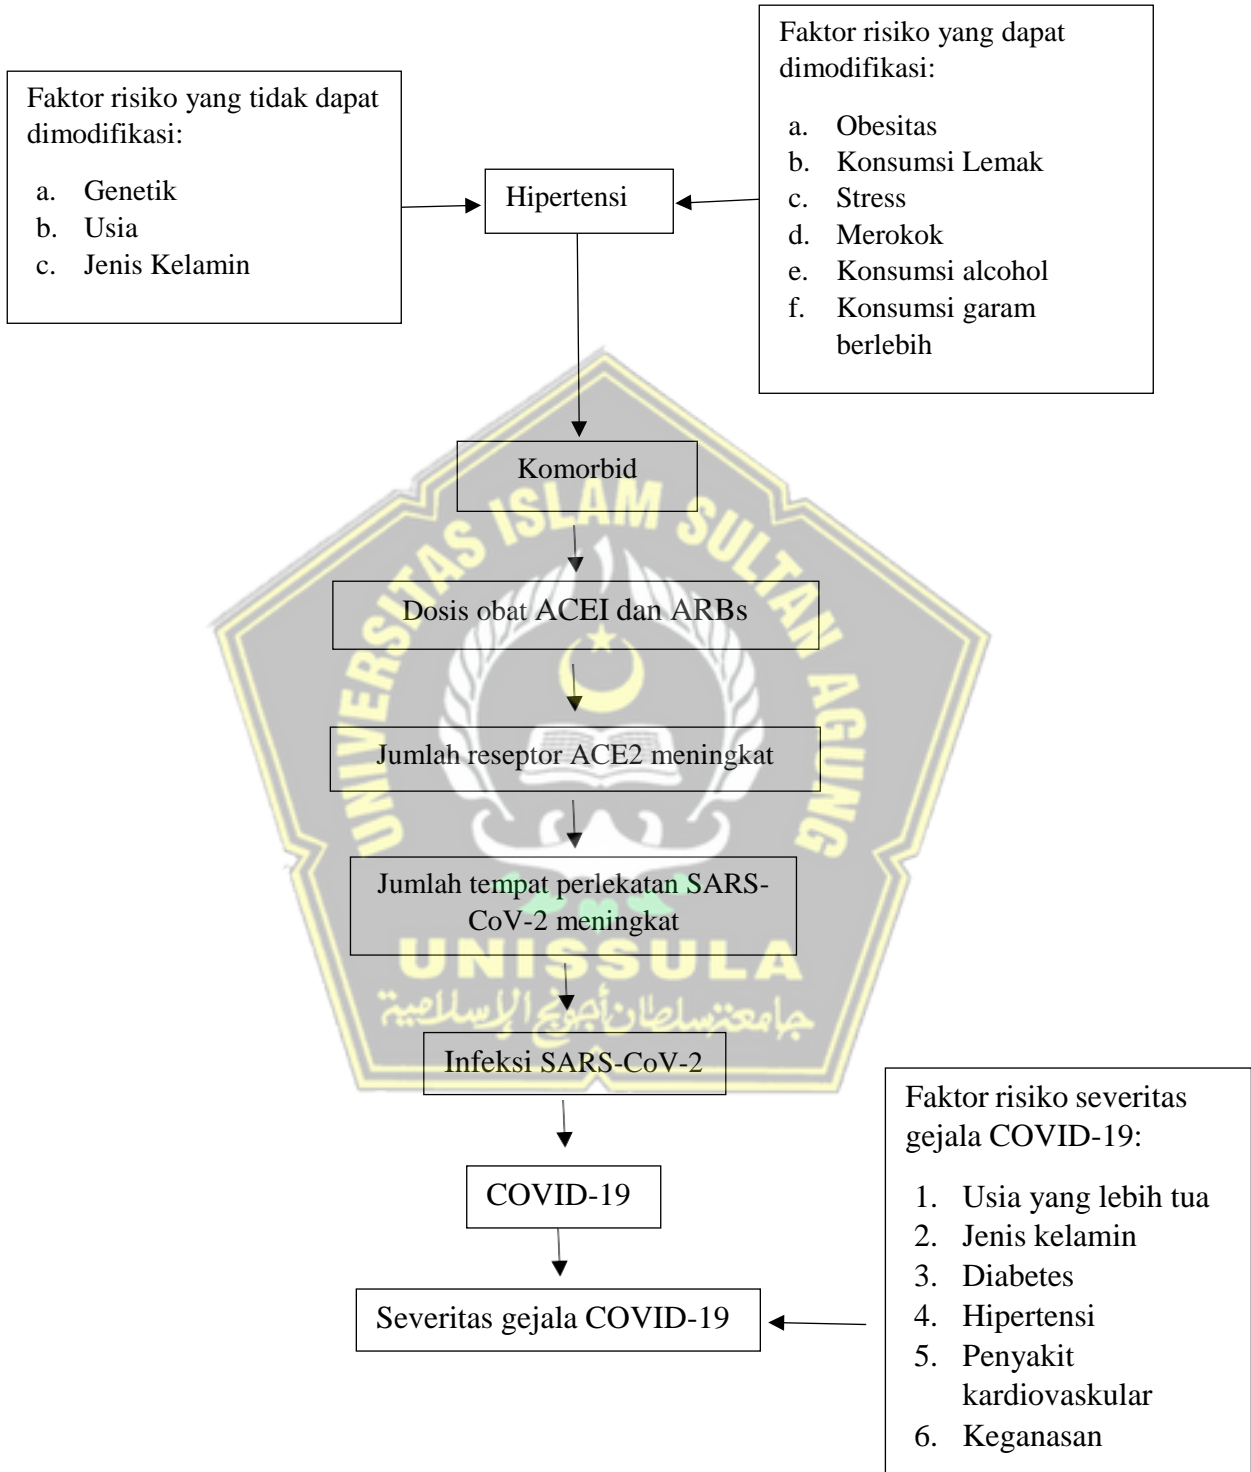 Faktor risiko yang dapat
dimodifikasi:
a. Obesitas
b. Konsumsi Lemak
c. Stress
d. Merokok
e. Konsumsi alcohol
f. Konsumsi garam
berlebih
Faktor risiko yang tidak dapat
dimodifikasi:
a. Genetik
b. Usia
c. Jenis Kelamin
Hipertensi
Komorbid
UNIVERSITAS ISLAM SULTAN AGUNG
Dosis obat ACEI dan ARBs
Jumlah reseptor ACE2 meningkat
Jumlah tempat perlekatan SARS-
CoV-2 meningkat
UNISSULA
جامعة سلطان أجونج الإسلامية
Infeksi SARS-CoV-2
COVID-19
Severitas gejala COVID-19
Faktor risiko severitas
gejala COVID-19:
1. Usia yang lebih tua
2. Jenis kelamin
3. Diabetes
4. Hipertensi
5. Penyakit
kardiovaskular
6. Keganasan